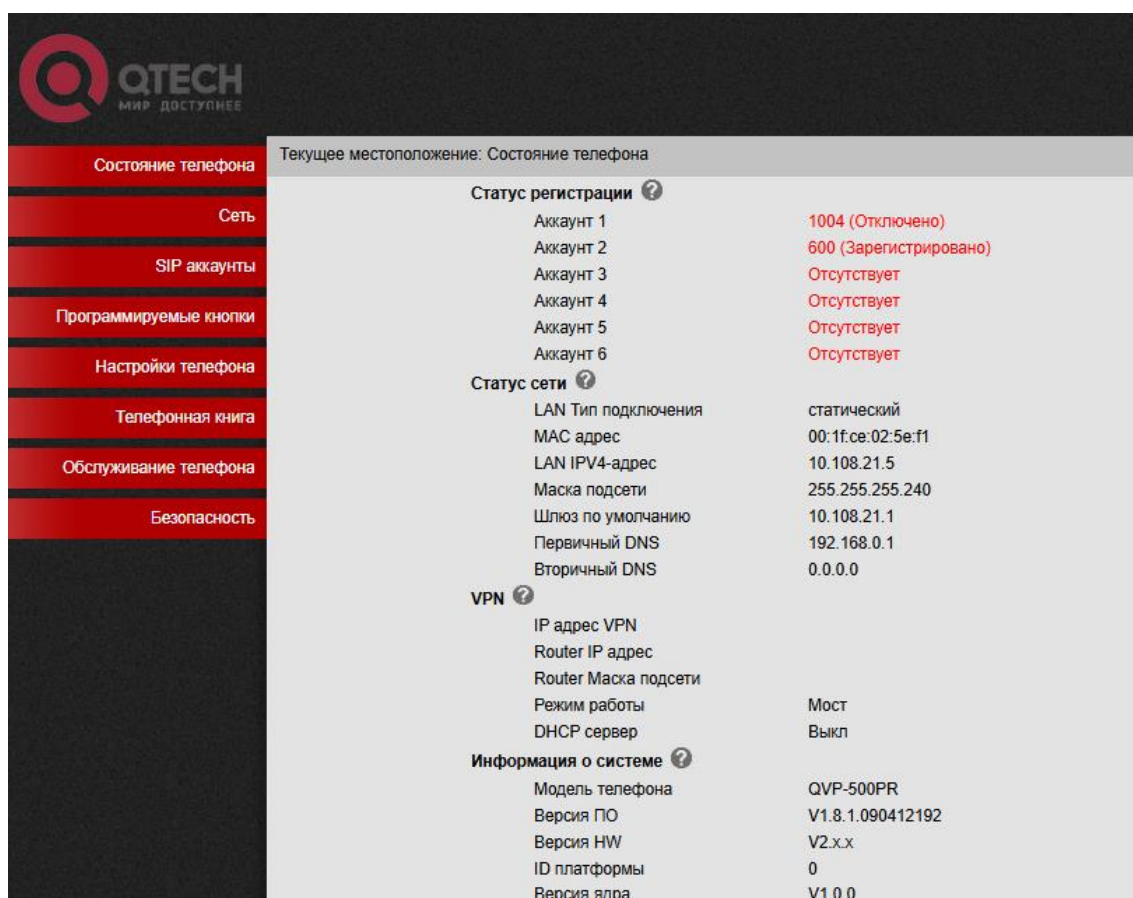 QTECH
МИР ДОСТУПНЕЕ
Состояние телефона
Сеть
SIP аккаунты
Программируемые кнопки
Настройки телефона
Телефонная книга
Обслуживание телефона
Безопасность
Текущее местоположение: Состояние телефона
Статус регистрации ?
Аккаунт 1 1004 (Отключено)
Аккаунт 2 600 (Зарегистрировано)
Аккаунт 3 Отсутствует
Аккаунт 4 Отсутствует
Аккаунт 5 Отсутствует
Аккаунт 6 Отсутствует
Статус сети ?
LAN Тип подключения статический
MAC адрес 00:1f:ce:02:5e:f1
LAN IPV4-адрес 10.108.21.5
Маска подсети 255.255.255.240
Шлюз по умолчанию 10.108.21.1
Первичный DNS 192.168.0.1
Вторичный DNS 0.0.0.0
VPN ?
IP адрес VPN
Router IP адрес
Router Маска подсети
Режим работы Мост
DHCP сервер Выкл
Информация о системе ?
Модель телефона QVP-500PR
Версия ПО V1.8.1.090412192
Версия HW V2.x.x
ID платформы 0
Версия ядра V1.0.0